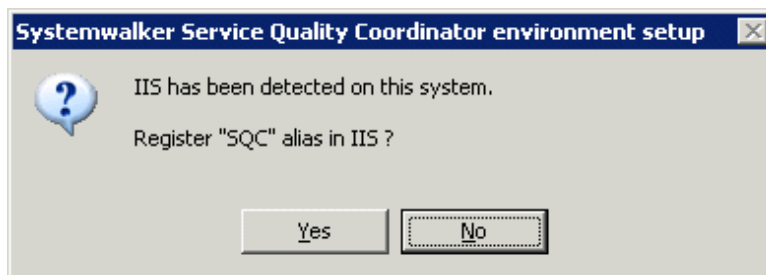 Systemwalker Service Quality Coordinator environment setup
IIS has been detected on this system.
Register "SQC" alias in IIS ?
Yes No